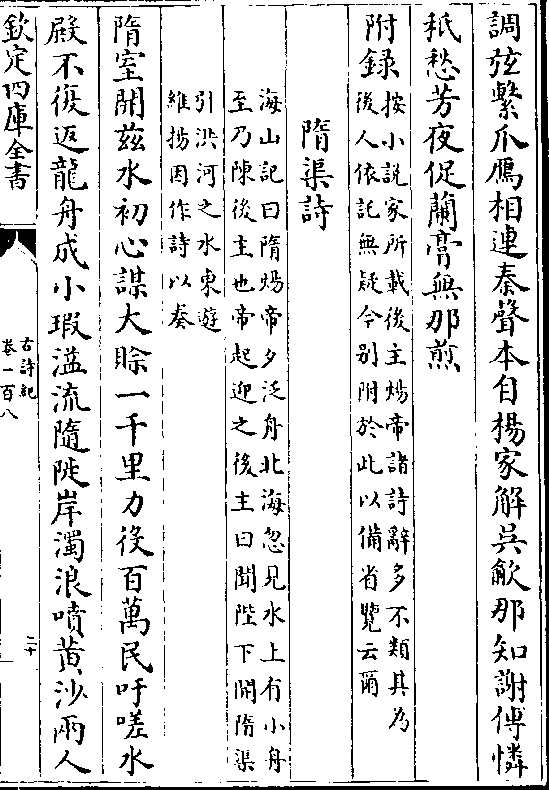 調弦繫爪鴈相連秦聲本自楊家解吳歈那知謝傅憐
秖愁芳夜促蘭膏無那煎
附録按小説家所載後主煬帝諸詩辭多不類其為
後人依記無疑今别附於此以備省覽云爾
隋渠詩
海山記曰隋煬帝夕泛舟北海忽見水上有小舟
至乃陳後主也帝起迎之後主曰聞陛下開隋渠
引洪河之水東遊
維揚因作詩以奏
隋室開兹水初心謀大賒一千里力役百萬民吁嗟水
殿不復返龍舟成小瑕溢流隨陡岸濁浪噴黄沙兩人
欽定四庫全書
古詩紀
卷一百八
二十